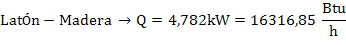 Latón − Madera → Q = 4,782kW = 16316,85 Btu/h